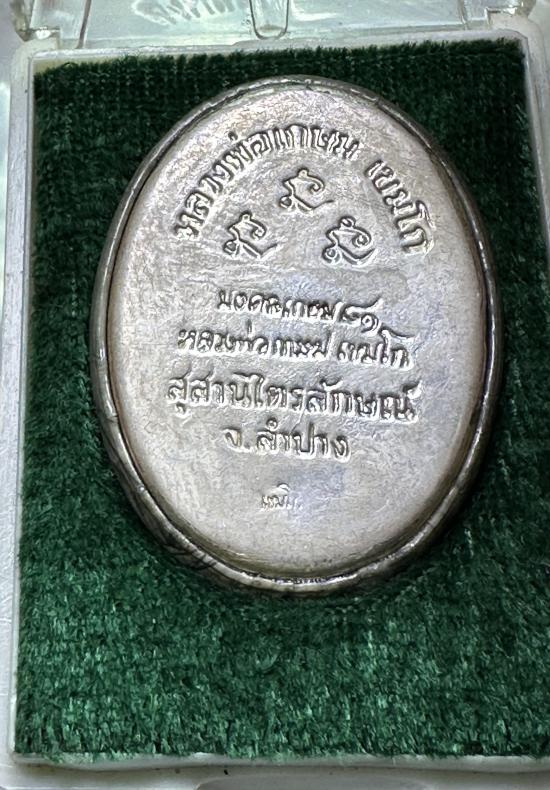 หลวงพ่อเกษม เขมโก
มงคลเกษม ๘๑
หลวงพ่อเกษม เขมโก
สุสานไตรลักษณ์
จ.ลำปาง